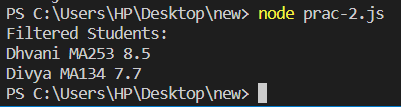 PS C:\Users\HP\Desktop\new> node prac-2.js
Filtered Students:
Dhvani MA253 8.5
Divya MA134 7.7
PS C:\Users\HP\Desktop\new>